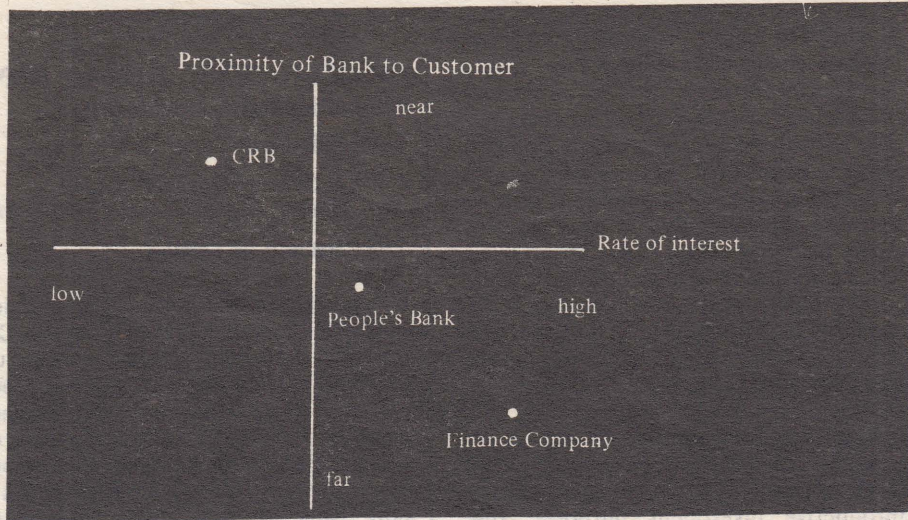 Proximity of Bank to Customer
near
CRB
Rate of interest
low
high
People's Bank
Finance Company
far